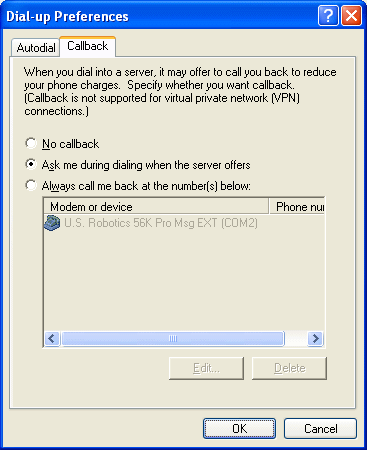 Dial-up Preferences
Autodial Callback
When you dial into a server, it may offer to call you back to reduce
your phone charges. Specify whether you want callback.
(Callback is not supported for virtual private network (VPN)
connections.)
No callback
Ask me during dialing when the server offers
Always call me back at the number(s) below:
Modem or device Phone nur
U.S. Robotics 56K Pro Msg EXT (COM2)
Edit... Delete
OK Cancel